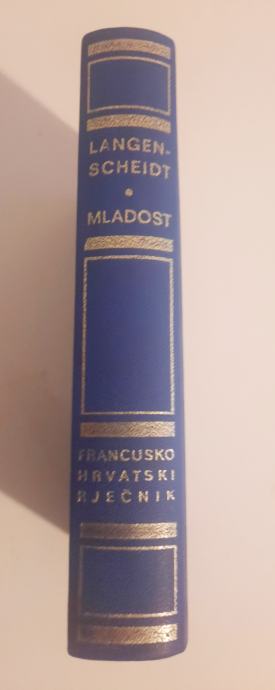 LANGEN-
SCHEIDT
•
MLADOST
FRANCUSKO
HRVATSKI
RJEČNIK